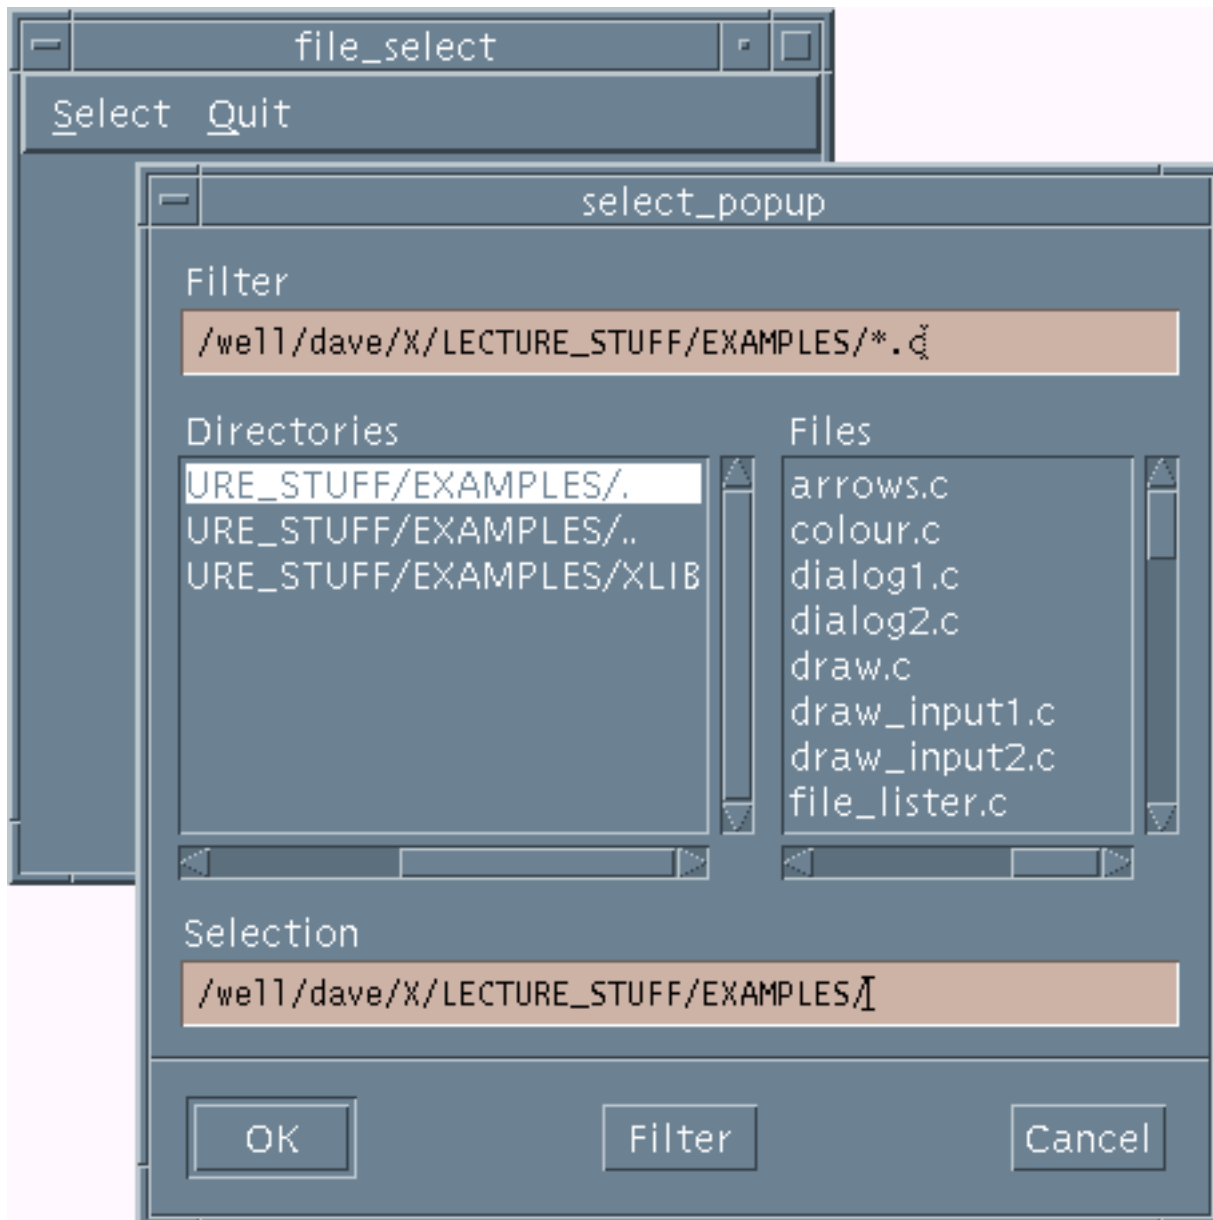 file_select
Select Quit
select_popup
Filter
/well/dave/X/LECTURE_STUFF/EXAMPLES/*.c
Directories
URE_STUFF/EXAMPLES/.
URE_STUFF/EXAMPLES/..
URE_STUFF/EXAMPLES/XLIB
Files
arrows.c
colour.c
dialog1.c
dialog2.c
draw.c
draw_input1.c
draw_input2.c
file_lister.c
Selection
/well/dave/X/LECTURE_STUFF/EXAMPLES/
OK Filter Cancel